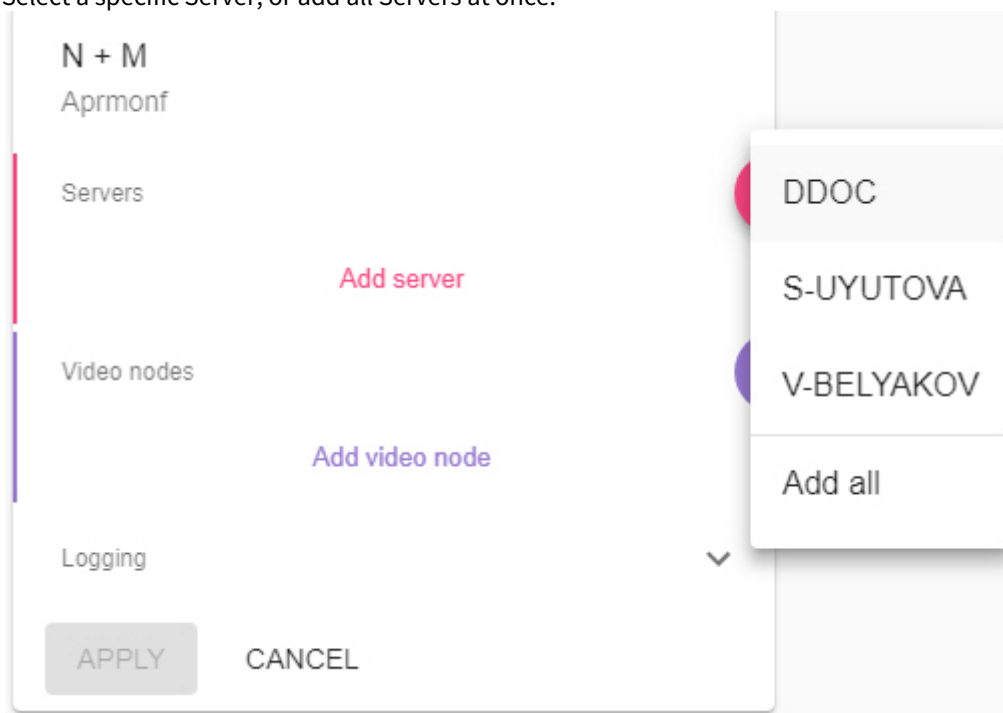 Select a specific Server, or add all Servers at once.
N + M
Aprmonf
Servers
Add server
Video nodes
Add video node
Logging
APPLY
CANCEL
DDOC
S-UYUTOVA
V-BELYAKOV
Add all